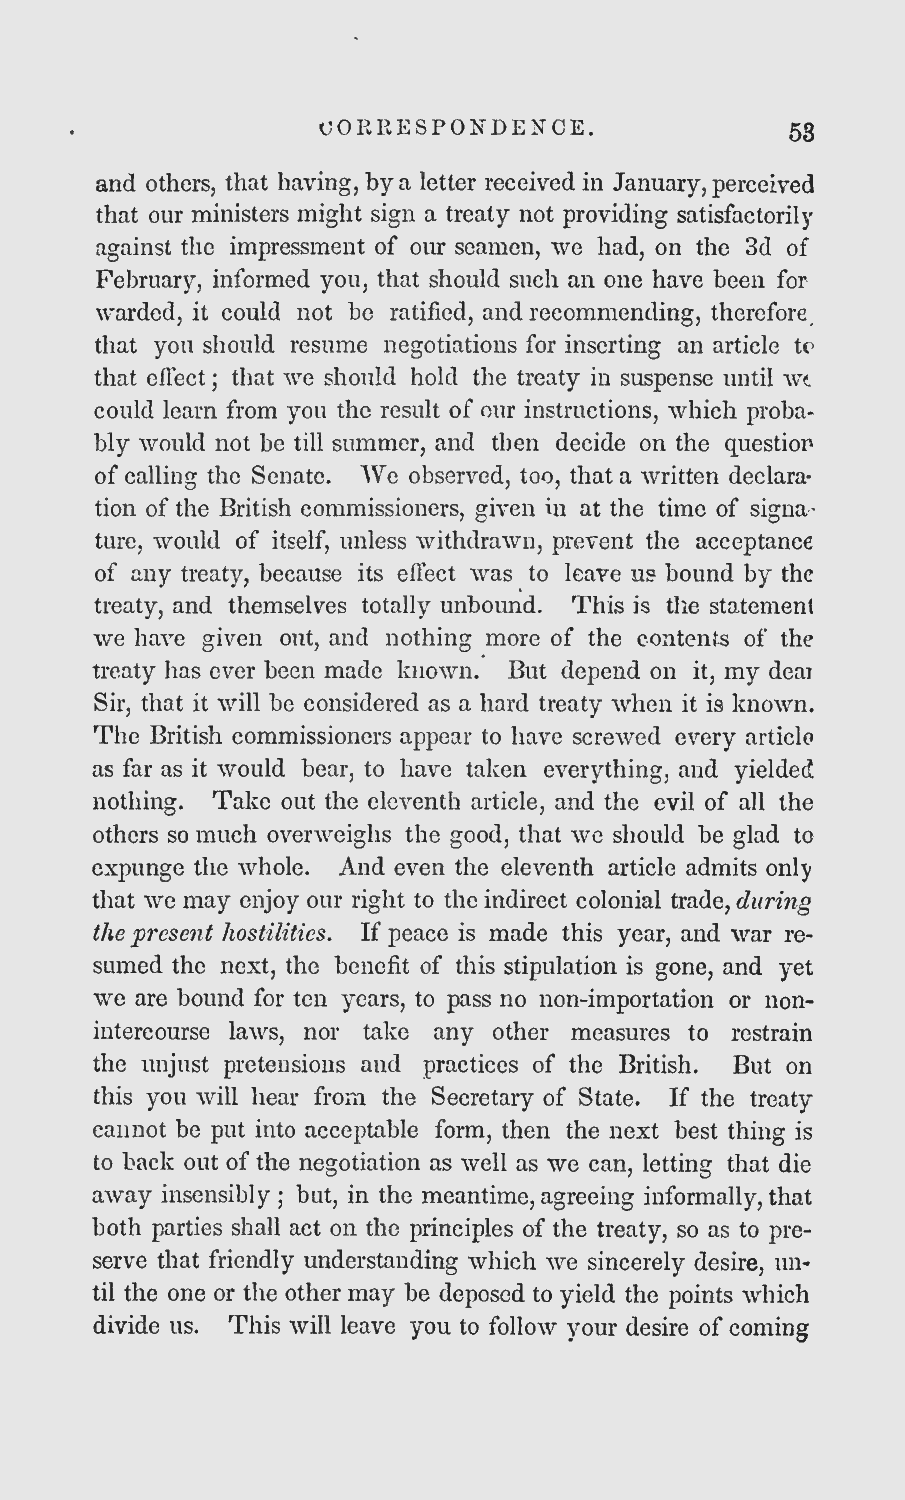 CORRESPONDENCE. 53
and others, that having, by a letter received in January, perceived
that our ministers might sign a treaty not providing satisfactorily
against the impressment of our seamen, we had, on the 3d of
February, informed you, that should such an one have been for
warded, it could not be ratified, and recommending, therefore,
that you should resume negotiations for inserting an article to
that effect; that we should hold the treaty in suspense until we
could learn from you the result of our instructions, which proba-
bly would not be till summer, and then decide on the question
of calling the Senate. We observed, too, that a written declara-
tion of the British commissioners, given in at the time of signa-
ture, would of itself, unless withdrawn, prevent the acceptance
of any treaty, because its effect was to leave us bound by the
treaty, and themselves totally unbound. This is the statement
we have given out, and nothing more of the contents of the
treaty has ever been made known. But depend on it, my dear
Sir, that it will be considered as a hard treaty when it is known.
The British commissioners appear to have screwed every article
as far as it would bear, to have taken everything, and yielded
nothing. Take out the eleventh article, and the evil of all the
others so much overweighs the good, that we should be glad to
expunge the whole. And even the eleventh article admits only
that we may enjoy our right to the indirect colonial trade, during
the present hostilities. If peace is made this year, and war re-
sumed the next, the benefit of this stipulation is gone, and yet
we are bound for ten years, to pass no non-importation or non-
intercourse laws, nor take any other measures to restrain
the unjust pretensions and practices of the British. But on
this you will hear from the Secretary of State. If the treaty
cannot be put into acceptable form, then the next best thing is
to back out of the negotiation as well as we can, letting that die
away insensibly; but, in the meantime, agreeing informally, that
both parties shall act on the principles of the treaty, so as to pre-
serve that friendly understanding which we sincerely desire, un-
til the one or the other may be deposed to yield the points which
divide us. This will leave you to follow your desire of coming